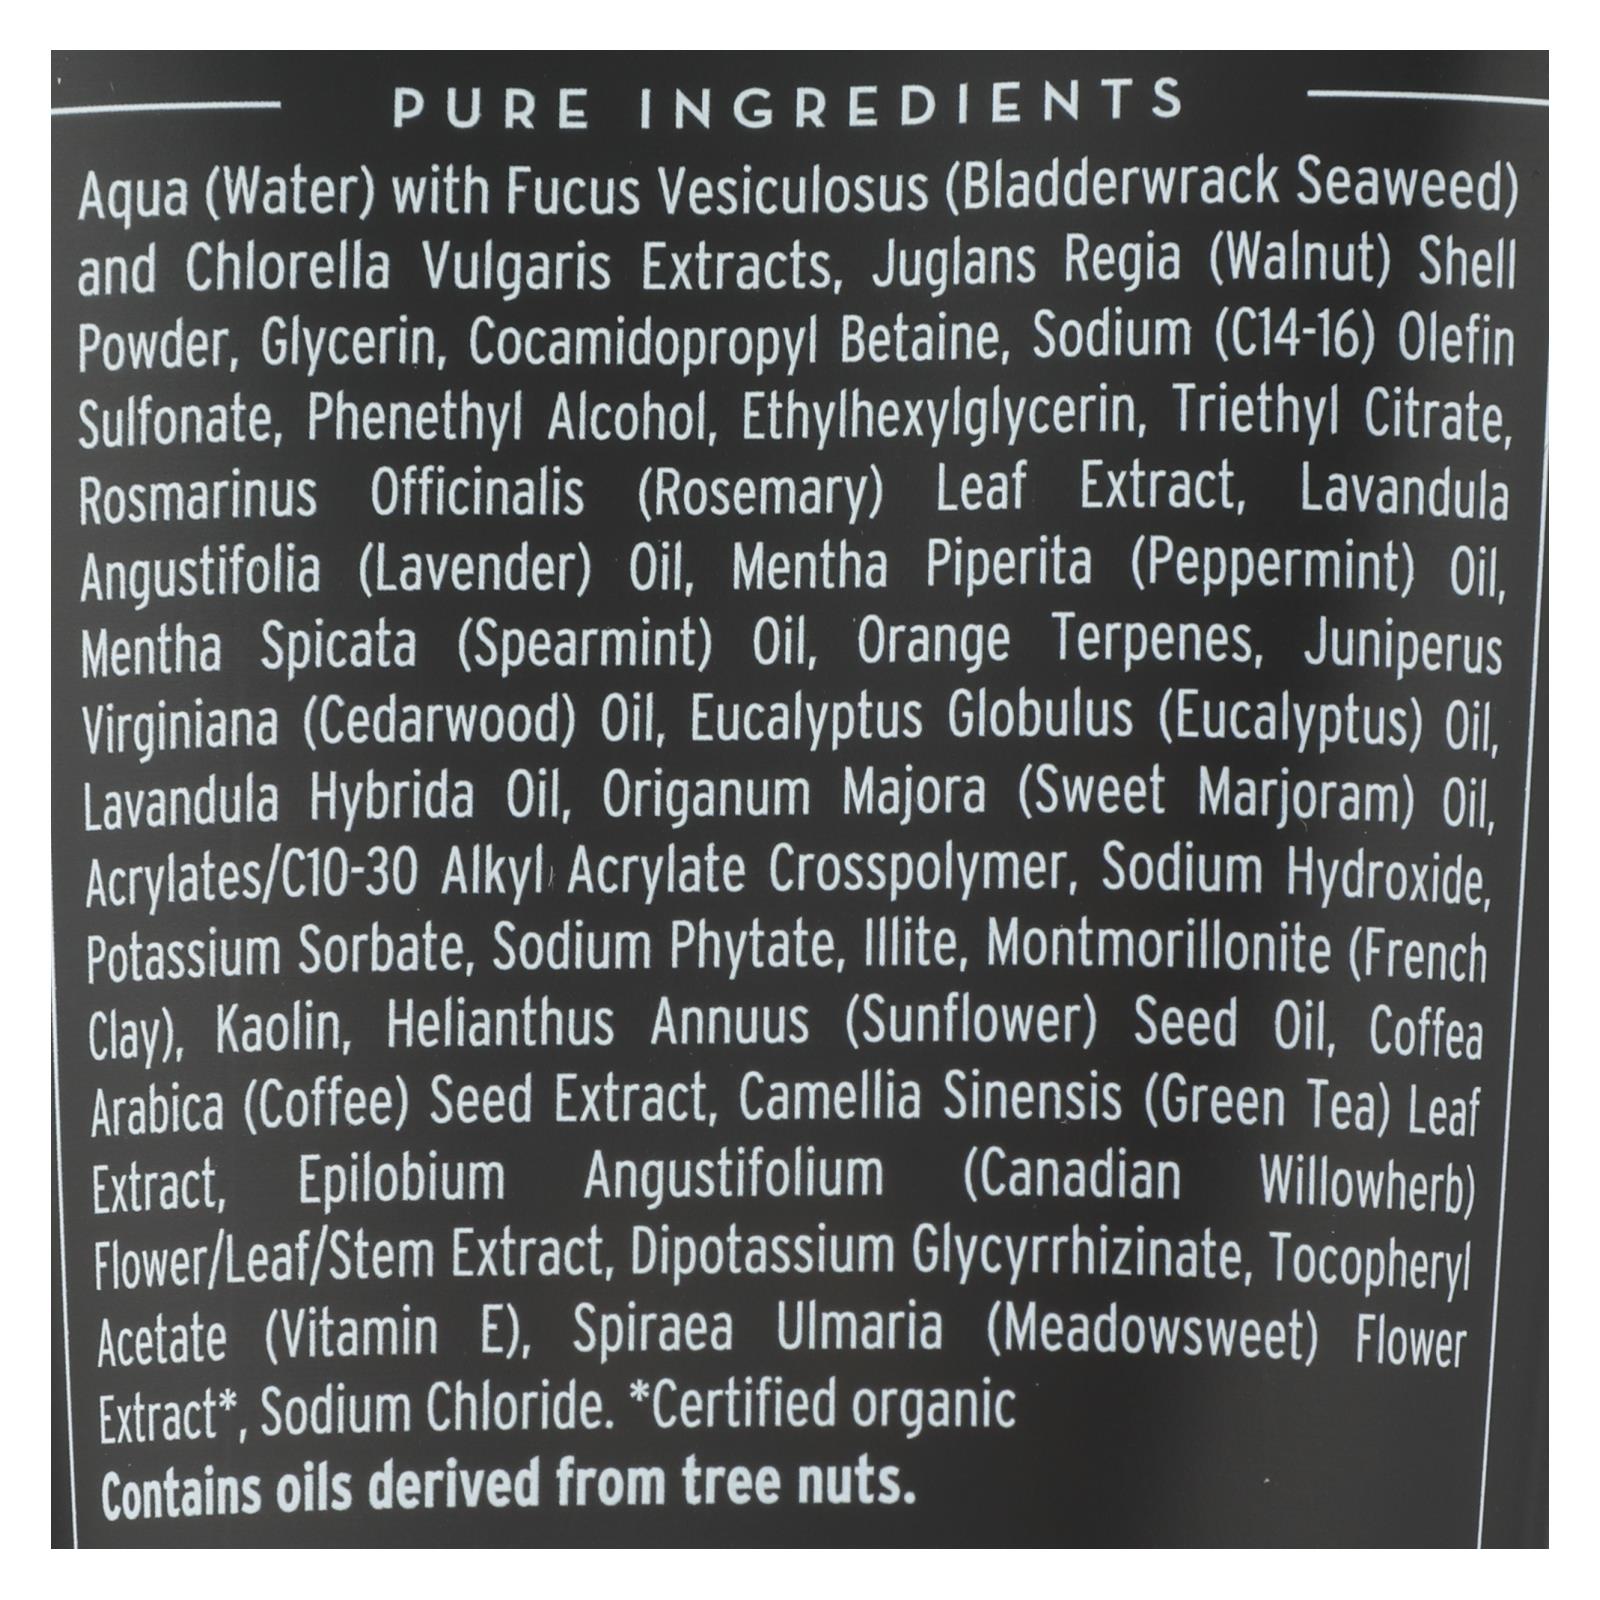 PURE INGREDIENTS
Aqua (Water) with Fucus Vesiculosus (Bladderwrack Seaweed)
and Chlorella Vulgaris Extracts, Juglans Regia (Walnut) Shell
Powder, Glycerin, Cocamidopropyl Betaine, Sodium (C14-16) Olefin
Sulfonate, Phenethyl Alcohol, Ethylhexylglycerin, Triethyl Citrate,
Rosmarinus Officinalis (Rosemary) Leaf Extract, Lavandula
Angustifolia (Lavender) Oil, Mentha Piperita (Peppermint) Oil,
Mentha Spicata (Spearmint) Oil, Orange Terpenes, Juniperus
Virginiana (Cedarwood) Oil, Eucalyptus Globulus (Eucalyptus) Oil,
Lavandula Hybrida Oil, Origanum Majora (Sweet Marjoram) Oil,
Acrylates/C10-30 Alkyl Acrylate Crosspolymer, Sodium Hydroxide,
Potassium Sorbate, Sodium Phytate, Illite, Montmorillonite (French
Clay), Kaolin, Helianthus Annuus (Sunflower) Seed Oil, Coffea
Arabica (Coffee) Seed Extract, Camellia Sinensis (Green Tea) Leaf
Extract, Epilobium Angustifolium (Canadian Willowherb)
Flower/Leaf/Stem Extract, Dipotassium Glycyrrhizinate, Tocopheryl
Acetate (Vitamin E), Spiraea Ulmaria (Meadowsweet) Flower
Extract*, Sodium Chloride. *Certified organic
Contains oils derived from tree nuts.